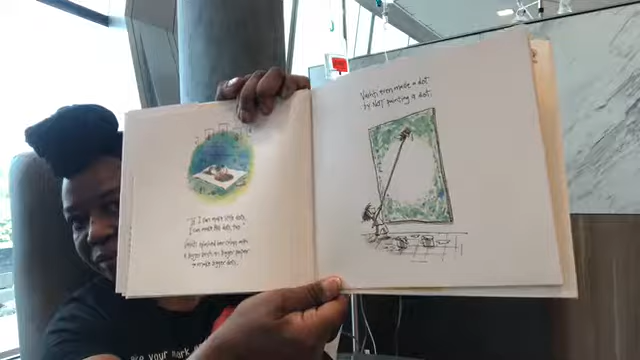 "If I can make little dots,
I can make BIG dots, too."
Vashti splashed her colors with
a bigger brush on bigger paper
to make bigger dots.
Vashti even made a dot
by NOT painting a dot.
ke your mark